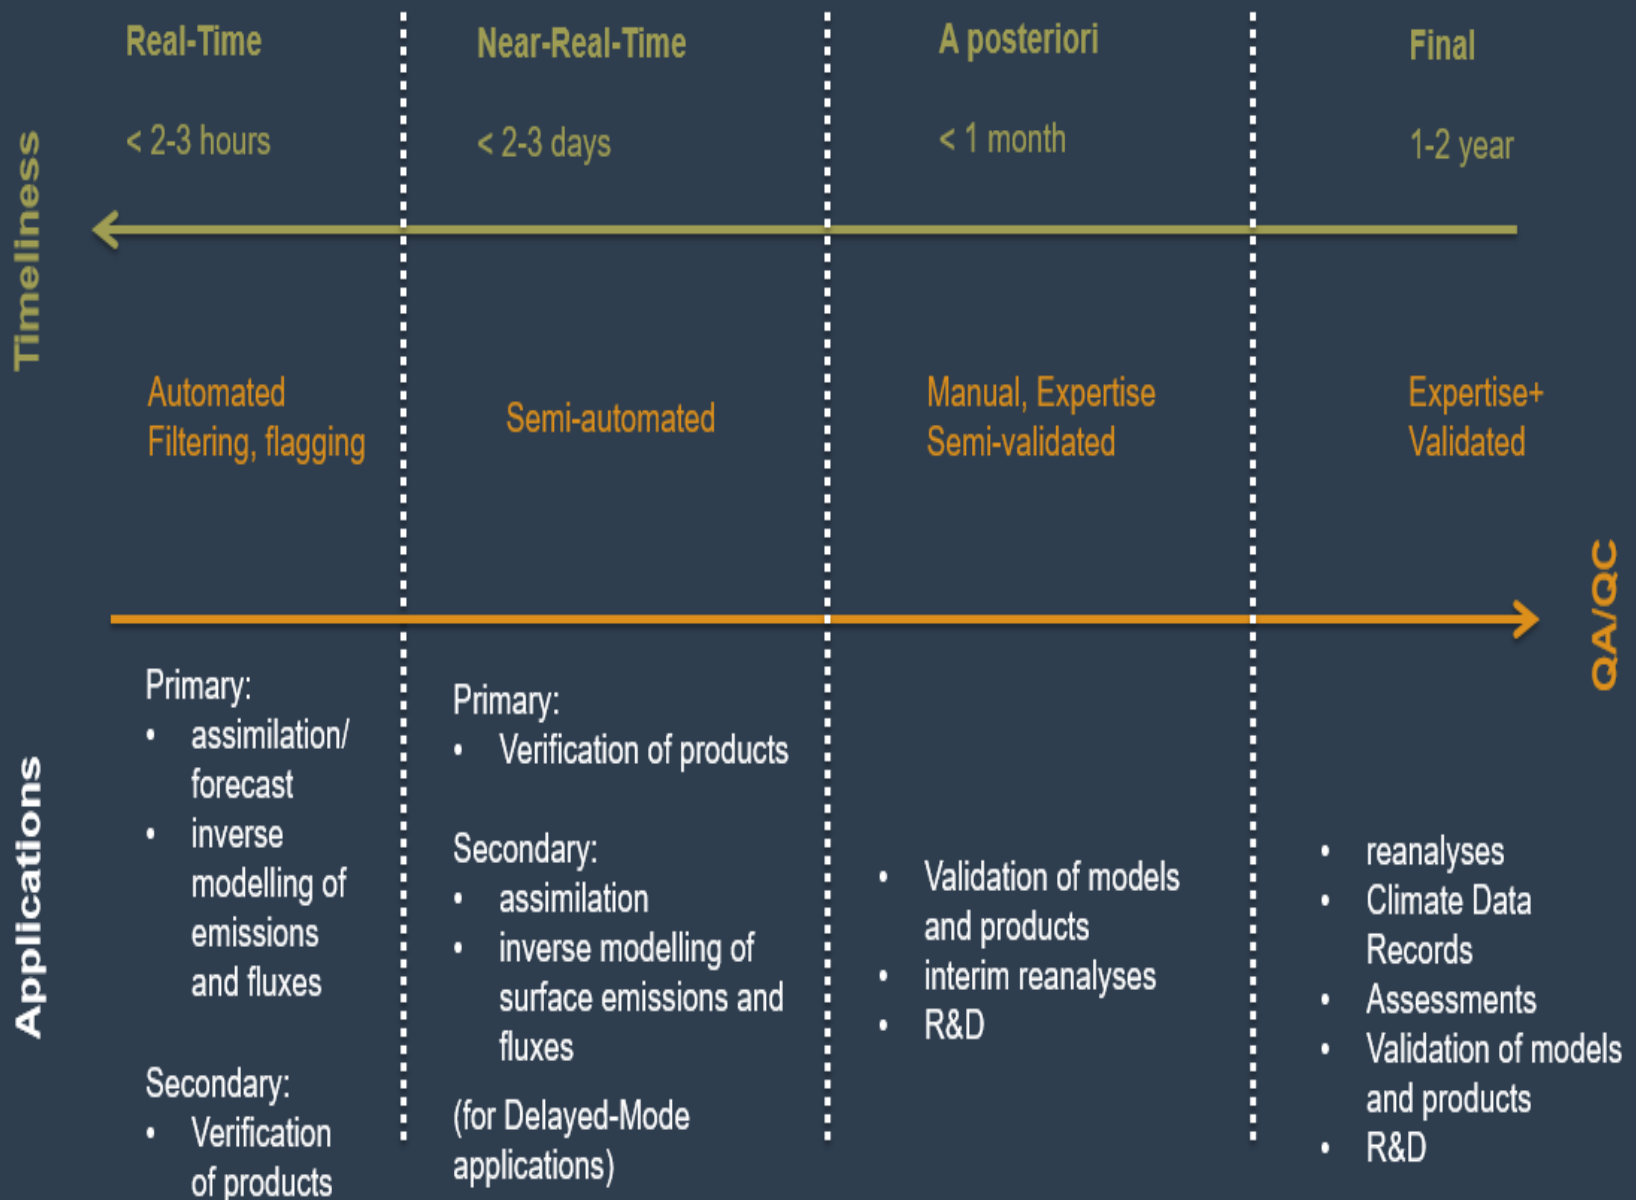 Real-Time
< 2-3 hours
Near-Real-Time
< 2-3 days
A posteriori
< 1 month
Final
1-2 year
Timeliness
Automated
Filtering, flagging
Semi-automated
Manual, Expertise
Semi-validated
Expertise+
Validated
QA/QC
Applications
Primary:
• assimilation/
forecast
• inverse
modelling of
emissions
and fluxes
Secondary:
• Verification
of products
Primary:
• Verification of products
Secondary:
• assimilation
• inverse modelling of
surface emissions and
fluxes
(for Delayed-Mode
applications)
• Validation of models
and products
• interim reanalyses
• R&D
• reanalyses
• Climate Data
Records
• Assessments
• Validation of models
and products
• R&D